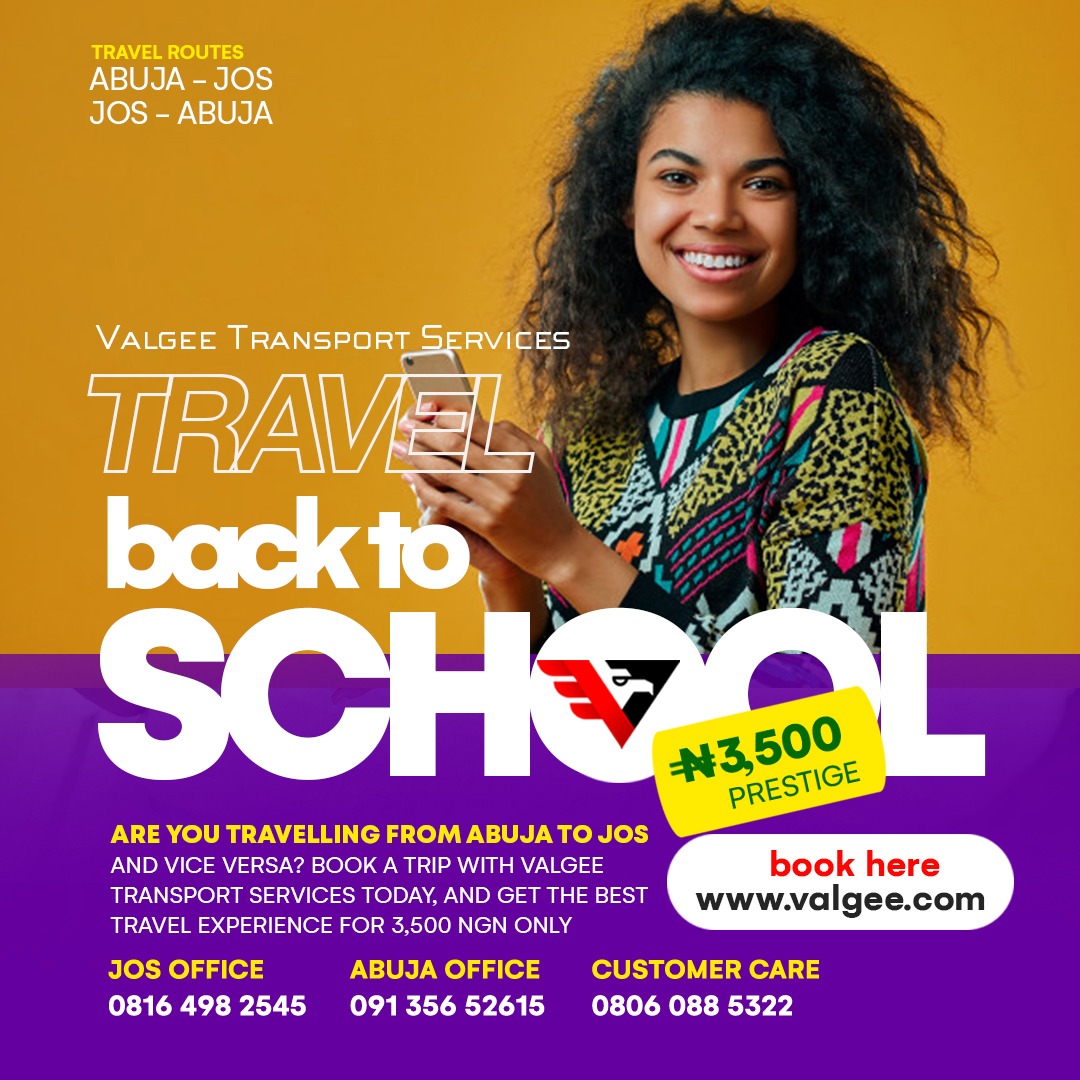 TRAVEL ROUTES
ABUJA – JOS
JOS – ABUJA
VALGEE TRANSPORT SERVICES
TRAVEL
back to
SCHOOL
₦3,500
PRESTIGE
ARE YOU TRAVELLING FROM ABUJA TO JOS
AND VICE VERSA? BOOK A TRIP WITH VALGEE
TRANSPORT SERVICES TODAY, AND GET THE BEST
TRAVEL EXPERIENCE FOR 3,500 NGN ONLY
book here
www.valgee.com
JOS OFFICE
0816 498 2545
ABUJA OFFICE
091 356 52615
CUSTOMER CARE
0806 088 5322